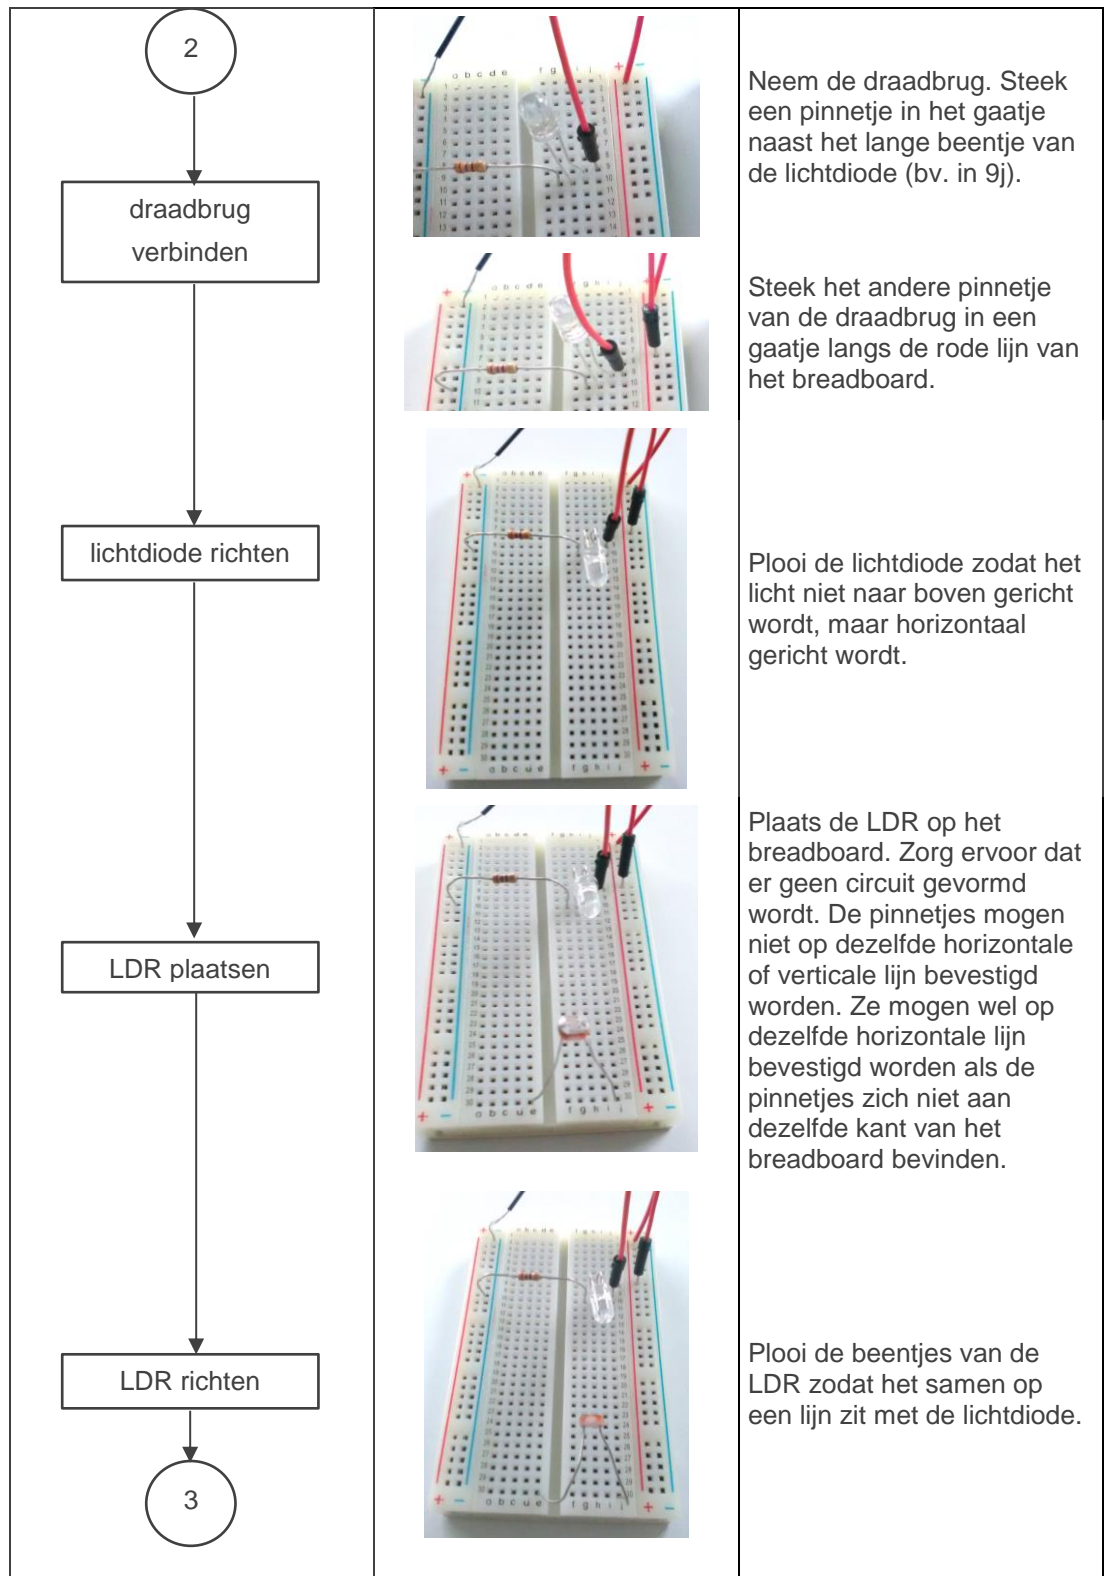 2
Neem de draadbrug. Steek
een pinnetje in het gaatje
naast het lange beentje van
de lichtdiode (bv. in 9j).
draadbrug
verbinden
Steek het andere pinnetje
van de draadbrug in een
gaatje langs de rode lijn van
het breadboard.
lichtdiode richten
Plooi de lichtdiode zodat het
licht niet naar boven gericht
wordt, maar horizontaal
gericht wordt.
LDR plaatsen
Plaats de LDR op het
breadboard. Zorg ervoor dat
er geen circuit gevormd
wordt. De pinnetjes mogen
niet op dezelfde horizontale
of verticale lijn bevestigd
worden. Ze mogen wel op
dezelfde horizontale lijn
bevestigd worden als de
pinnetjes zich niet aan
dezelfde kant van het
breadboard bevinden.
LDR richten
Plooi de beentjes van de
LDR zodat het samen op
een lijn zit met de lichtdiode.
3